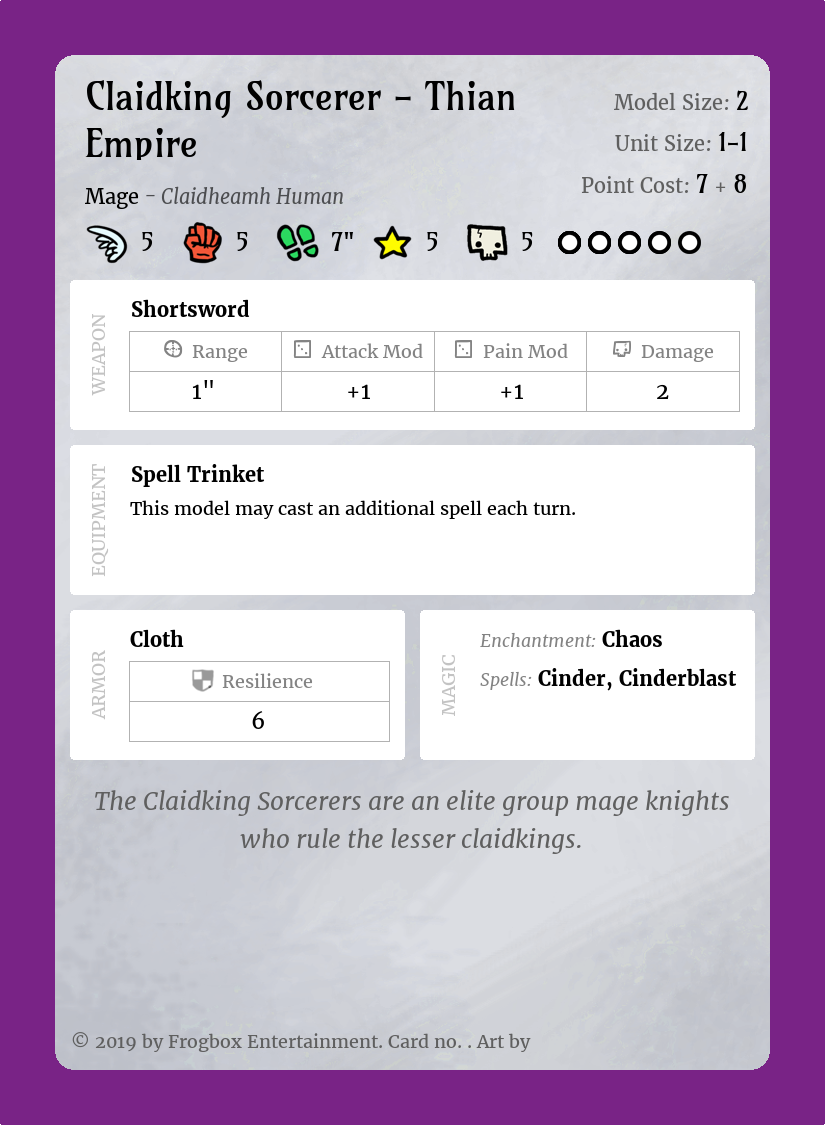 Claidking Sorcerer – Thian
Empire
Mage – Claidheamh Human
Model Size: 2
Unit Size: 1–1
Point Cost: 7 + 8
5 5 7" 5 5
WEAPON
Shortsword
Range Attack Mod Pain Mod Damage
1" +1 +1 2
EQUIPMENT
Spell Trinket
This model may cast an additional spell each turn.
ARMOR
Cloth
Resilience
6
MAGIC
Enchantment: Chaos
Spells: Cinder, Cinderblast
The Claidking Sorcerers are an elite group mage knights
who rule the lesser claidkings.
© 2019 by Frogbox Entertainment. Card no. . Art by